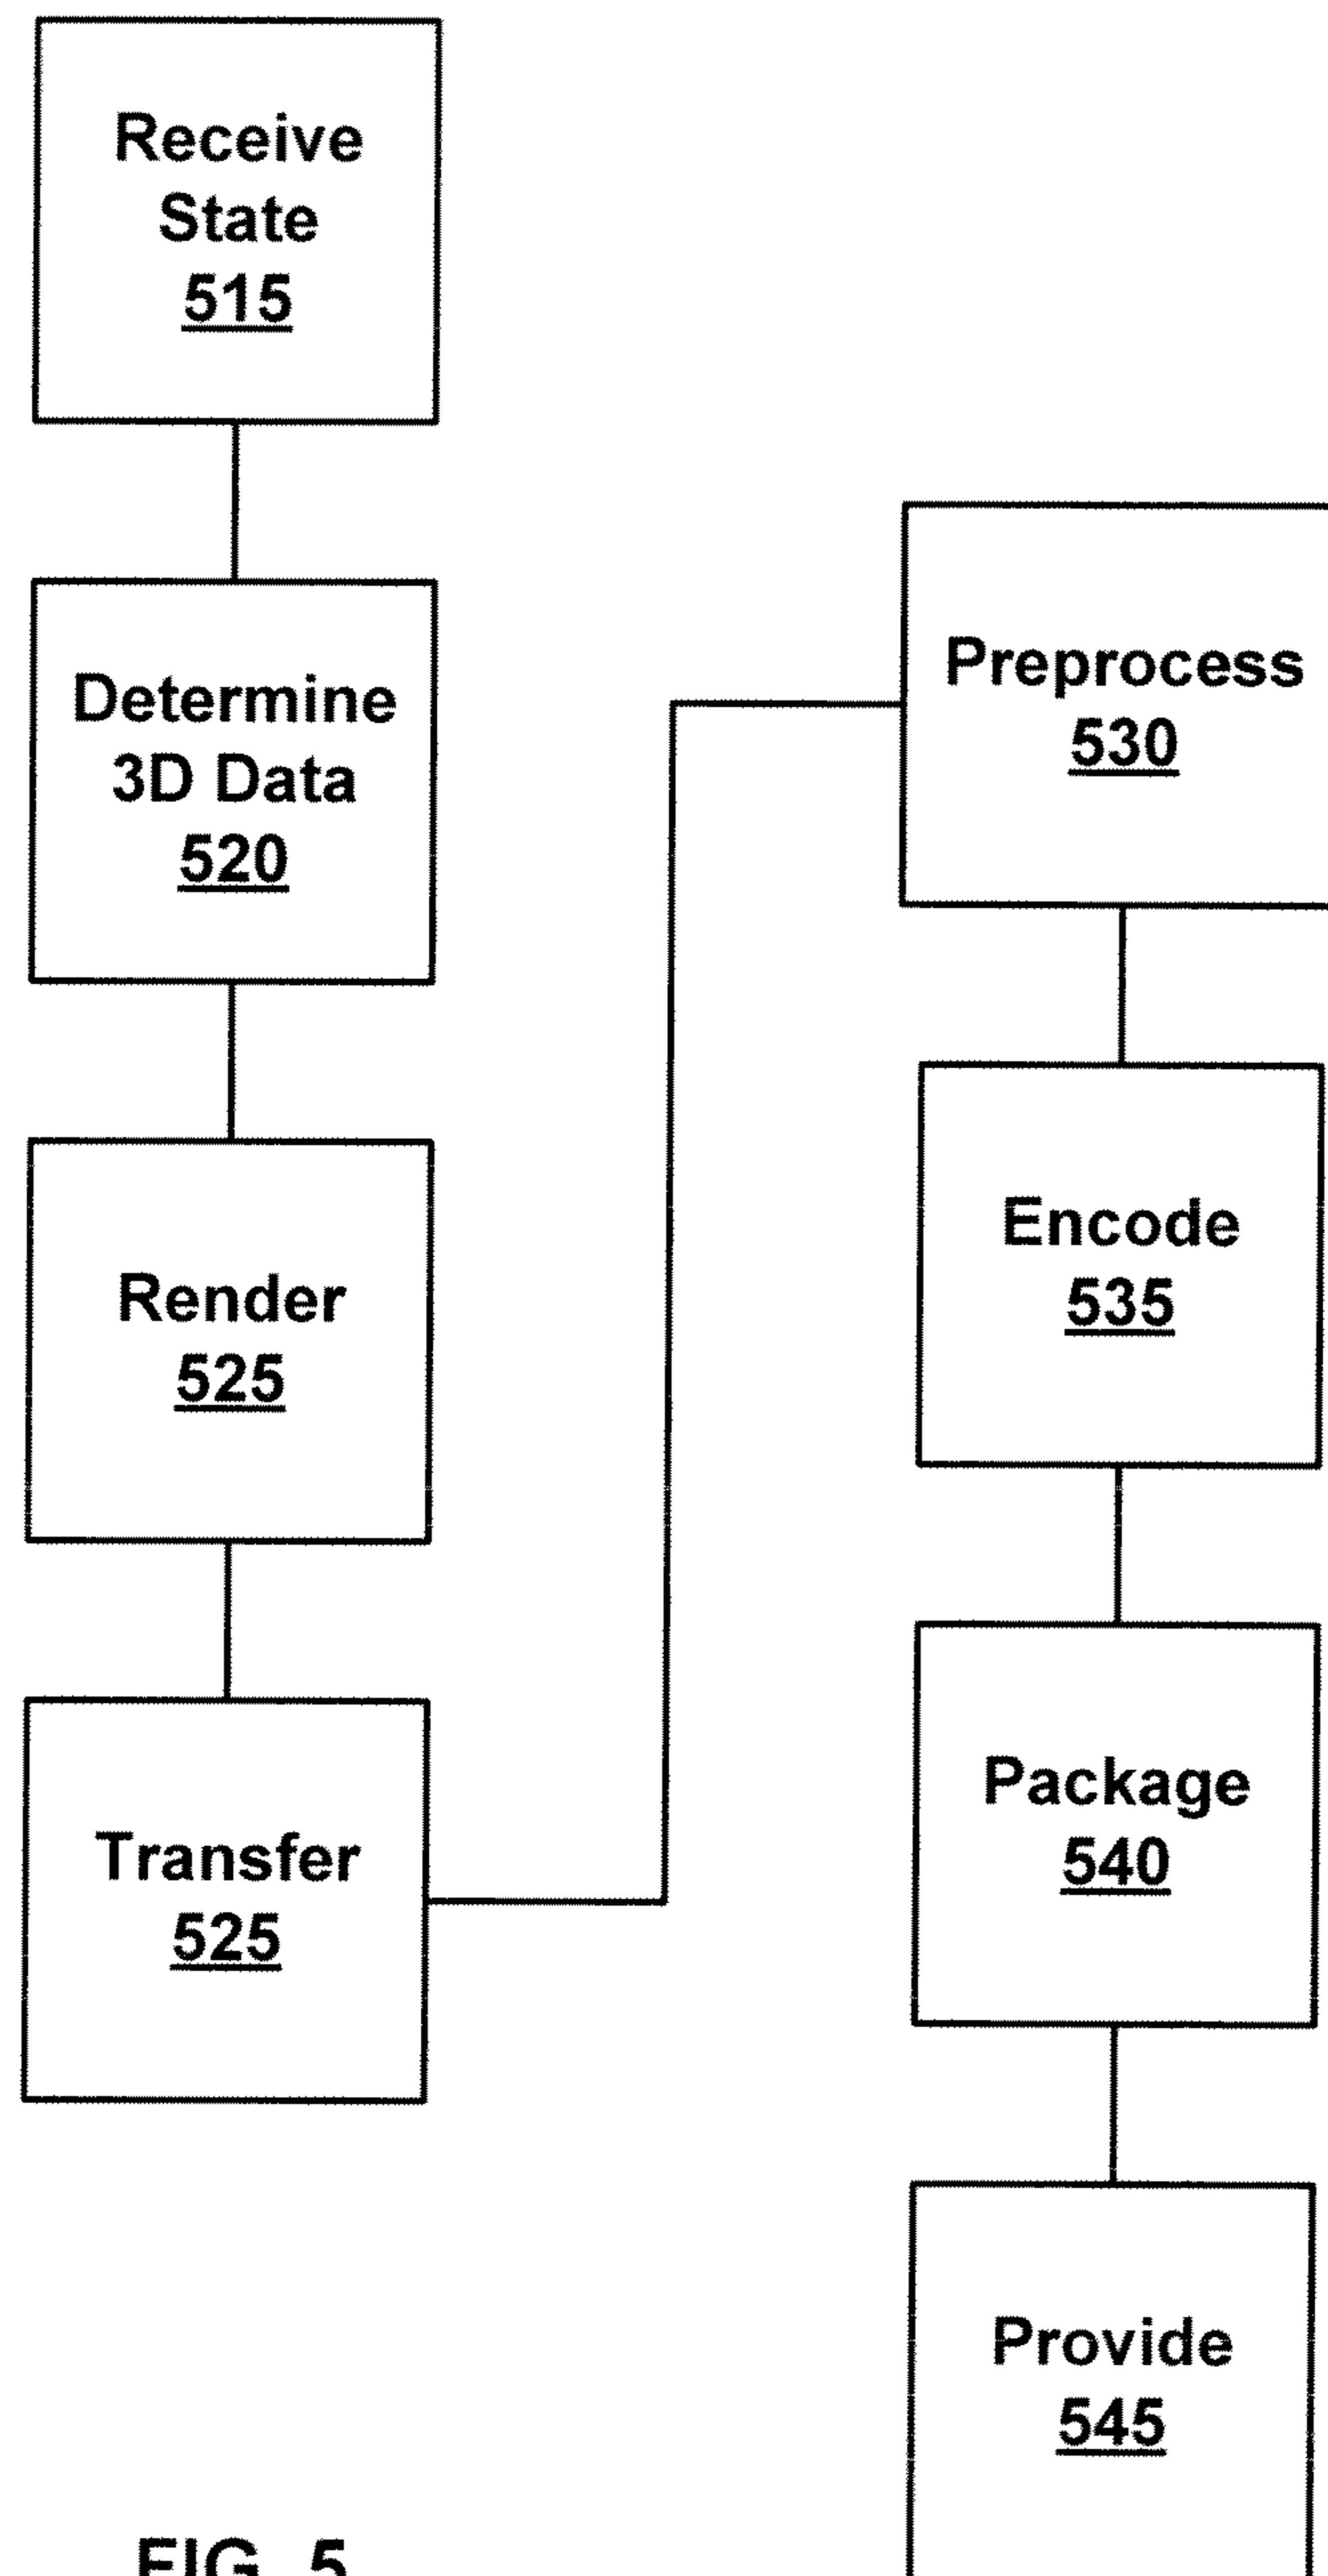 Receive
State
515
Determine
3D Data
520
Render
525
Transfer
525
Preprocess
530
Encode
535
Package
540
Provide
545
FIG. 5